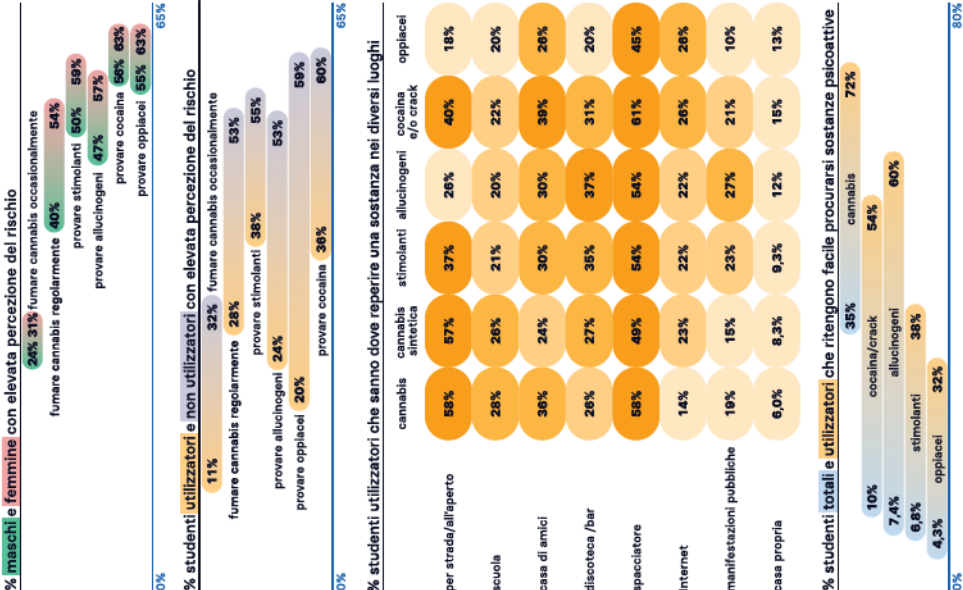 % maschi e femmine con elevata percezione del rischio
24% 31% fumare cannabis occasionalmente
fumare cannabis regolarmente 40% 54%
provare stimolanti 50% 59%
provare allucinogeni 47% 57%
provare cocaina 56% 63%
provare oppiacei 55% 63%
0% 65%
% studenti utilizzatori e non utilizzatori con elevata percezione del rischio
11% 32% fumare cannabis occasionalmente
fumare cannabis regolarmente 28% 53%
provare stimolanti 38% 55%
provare allucinogeni 24% 53%
provare oppiacei 20% 59%
provare cocaina 36% 60%
0% 65%
% studenti utilizzatori che sanno dove reperire una sostanza nei diversi luoghi
cannabis cannabis stimolanti allucinogeni cocaina oppiacei
sintetica e/o crack
per strada/all'aperto 58% 57% 37% 26% 40% 18%
scuola 28% 26% 21% 20% 22% 20%
casa di amici 36% 24% 30% 30% 39% 26%
discoteca /bar 26% 27% 35% 37% 31% 20%
spacciatore 58% 49% 54% 54% 61% 45%
internet 14% 23% 22% 22% 26% 26%
manifestazioni pubbliche 19% 15% 23% 27% 21% 10%
casa propria 6,0% 8,3% 9,3% 12% 15% 13%
% studenti totali e utilizzatori che ritengono facile procurarsi sostanze psicoattive
35% cannabis 72%
10% cocaina/crack 54%
7,4% allucinogeni 60%
6,8% stimolanti 38%
4,3% oppiacei 32%
0% 80%